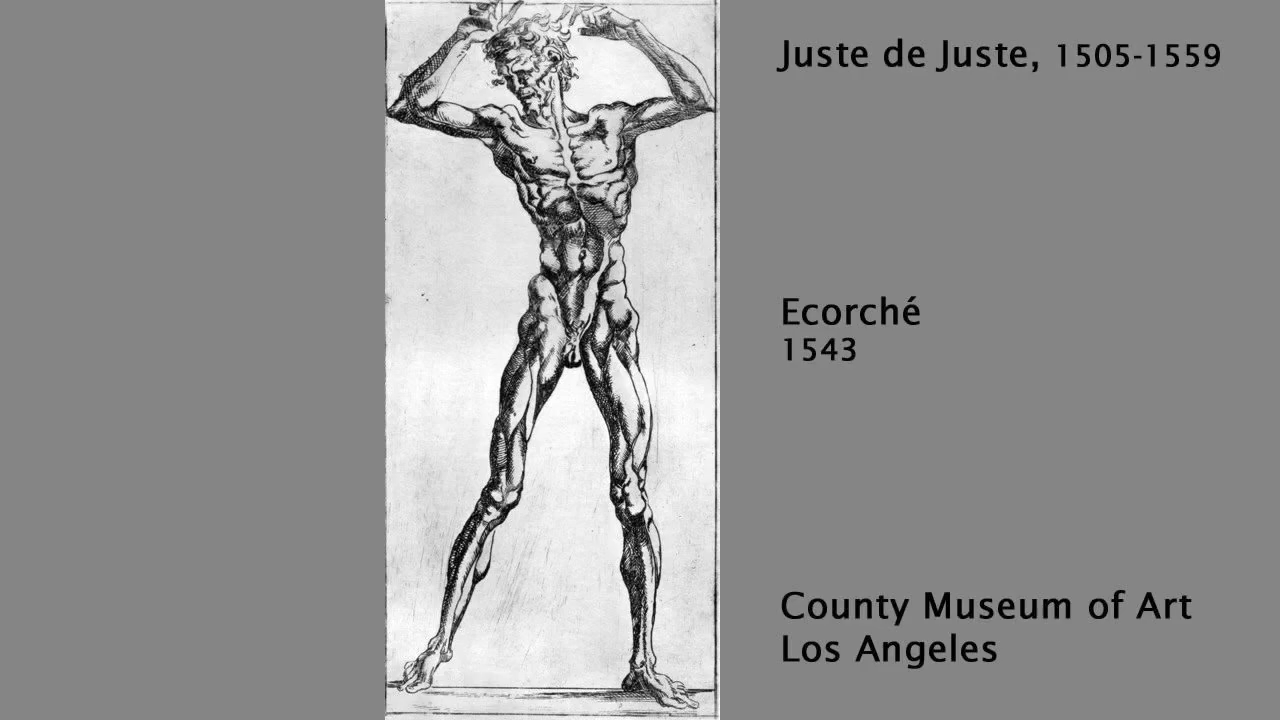 Juste de Juste, 1505-1559
Ecorché
1543
County Museum of Art
Los Angeles